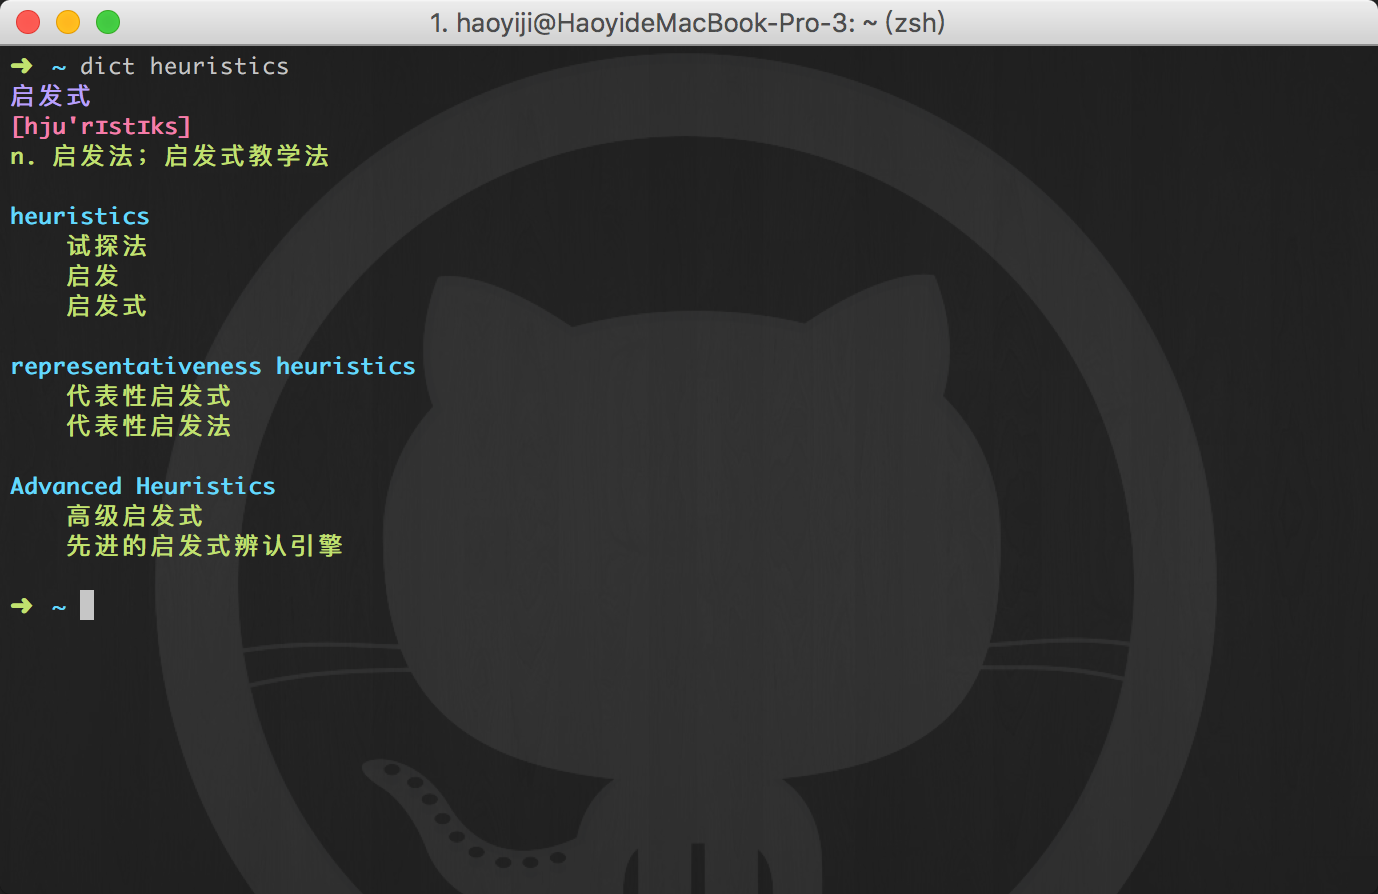 1. haoyiji@HaoyideMacBook-Pro-3: ~ (zsh)
➜ ~ dict heuristics
启发式
[hju'rɪstɪks]
n. 启发法；启发式教学法
heuristics
试探法
启发
启发式
representativeness heuristics
代表性启发式
代表性启发法
Advanced Heuristics
高级启发式
先进的启发式辨认引擎
➜ ~